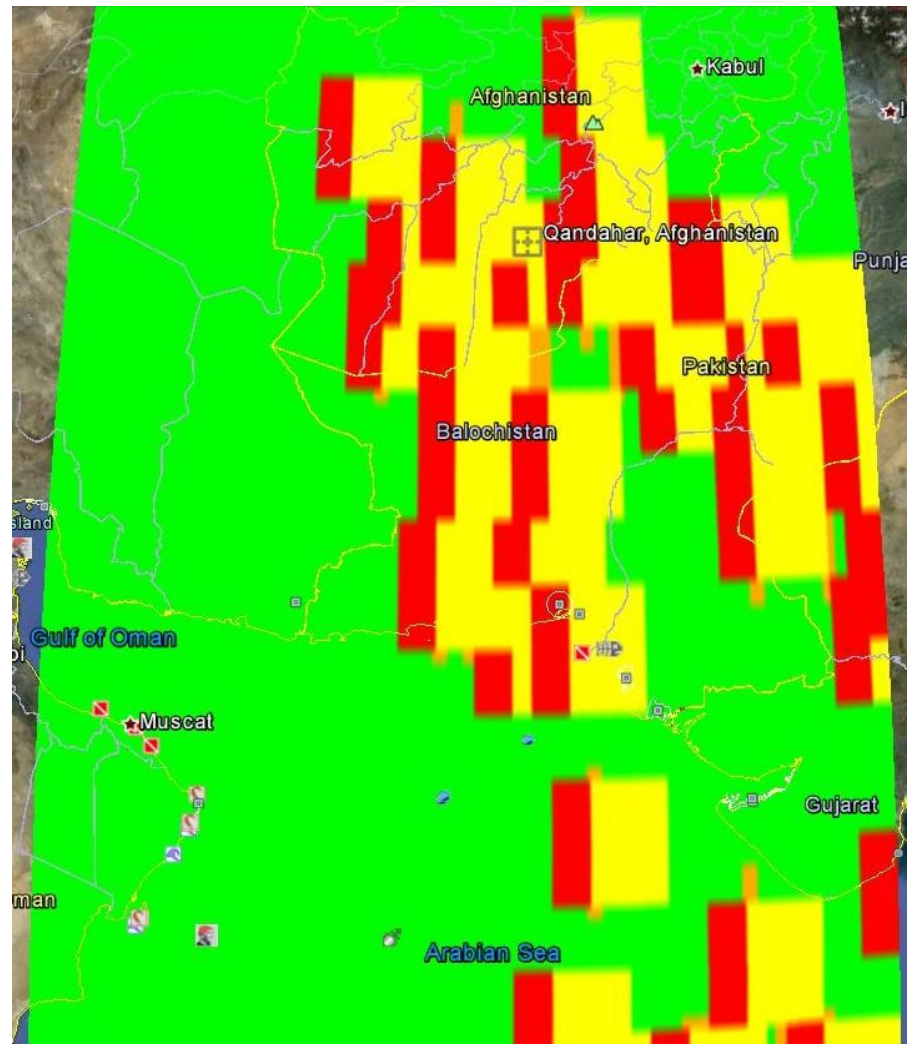 Kabul
Afghanistan
Qandahar, Afghanistan
Punja
Pakistan
Balochistan
sland
Gulf of Oman
Muscat
Gujarat
man
Arabian Sea